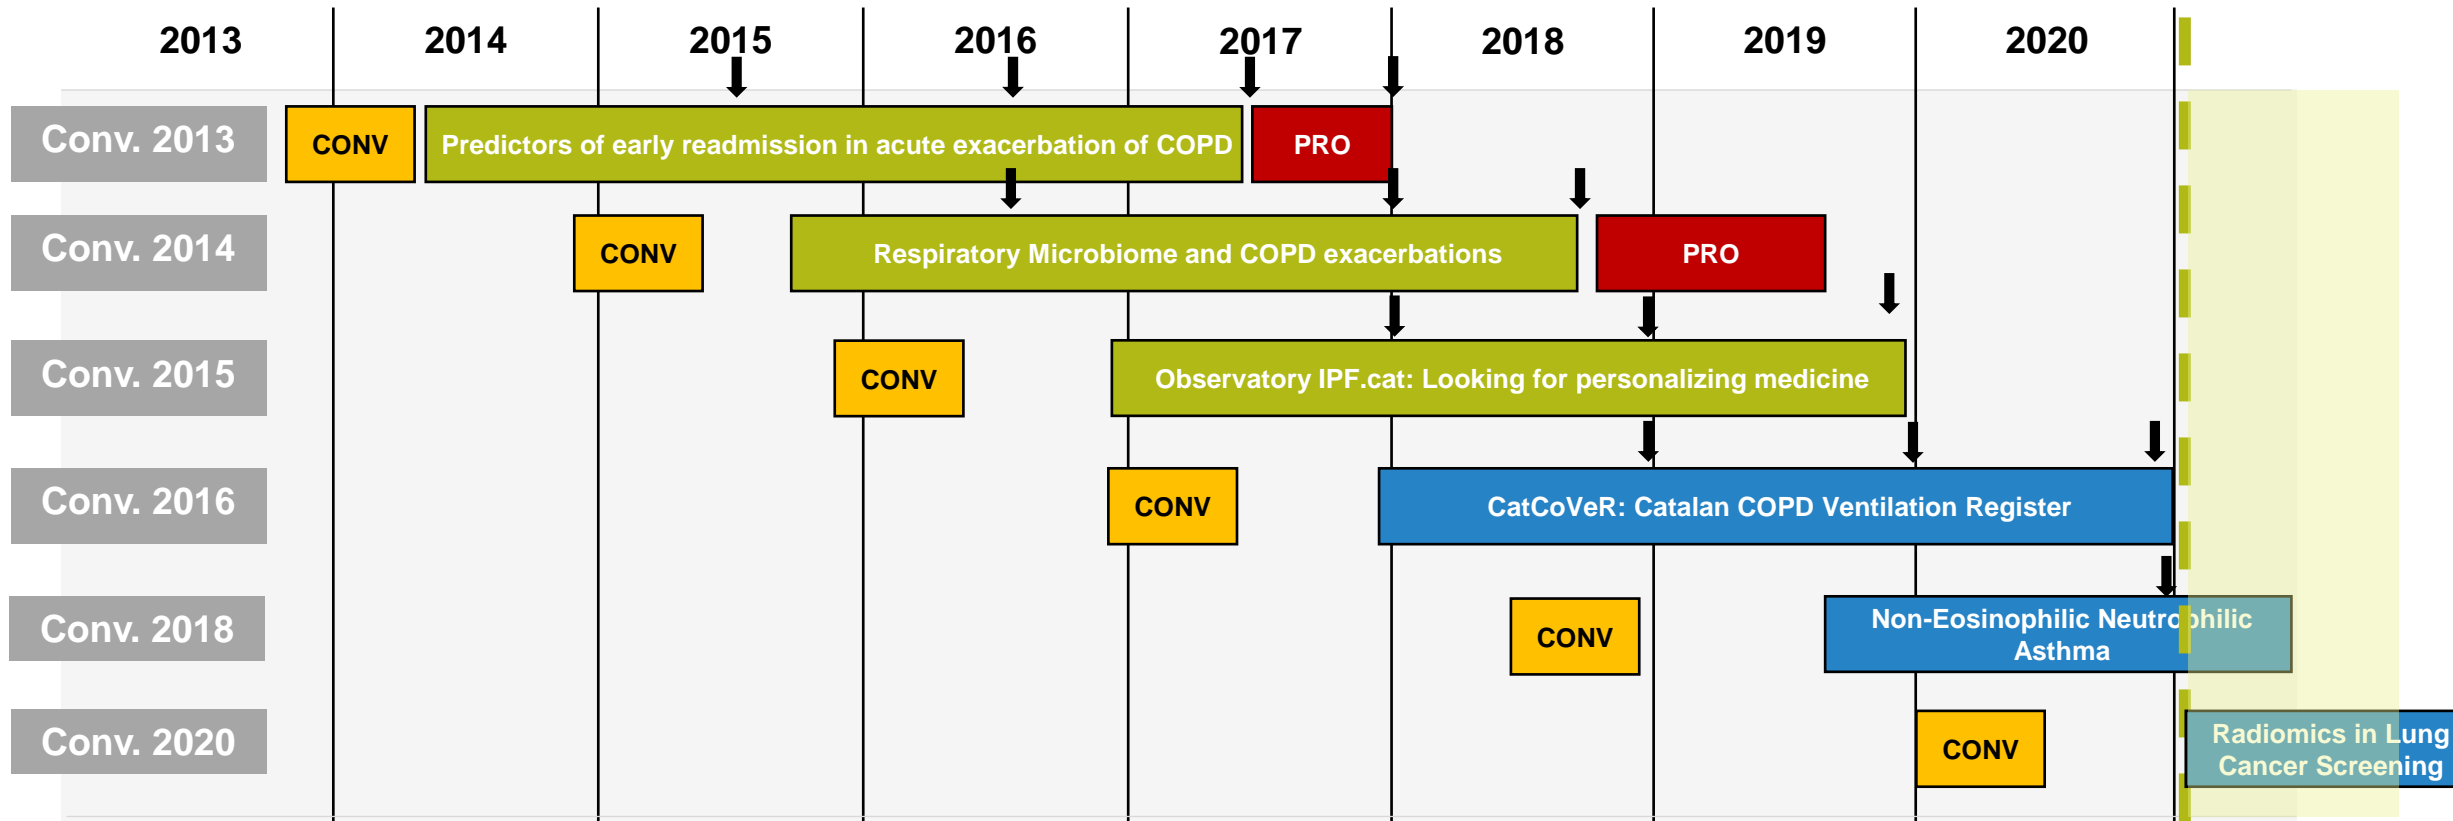 2013 2014 2015 2016 2017 2018 2019 2020
Conv. 2013 CONV Predictors of early readmission in acute exacerbation of COPD PRO
Conv. 2014 CONV Respiratory Microbiome and COPD exacerbations PRO
Conv. 2015 CONV Observatory IPF.cat: Looking for personalizing medicine
Conv. 2016 CONV CatCoVeR: Catalan COPD Ventilation Register
Conv. 2018 CONV Non-Eosinophilic Neutrophilic
Asthma
Conv. 2020 CONV Radiomics in Lung
Cancer Screening